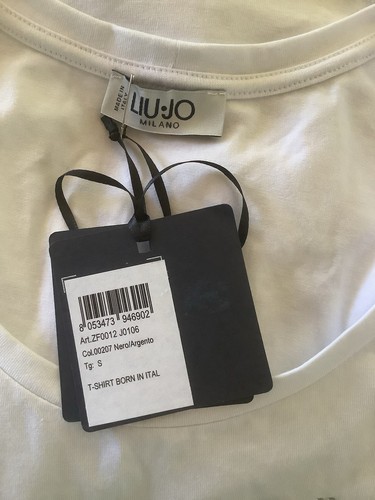 MADE IN
ITALY
LIU·JO
MILANO
8 053473 946902
Art.ZF0012 J0106
Col.00207 Nero/Argento
Tg: S
T-SHIRT BORN IN ITAL